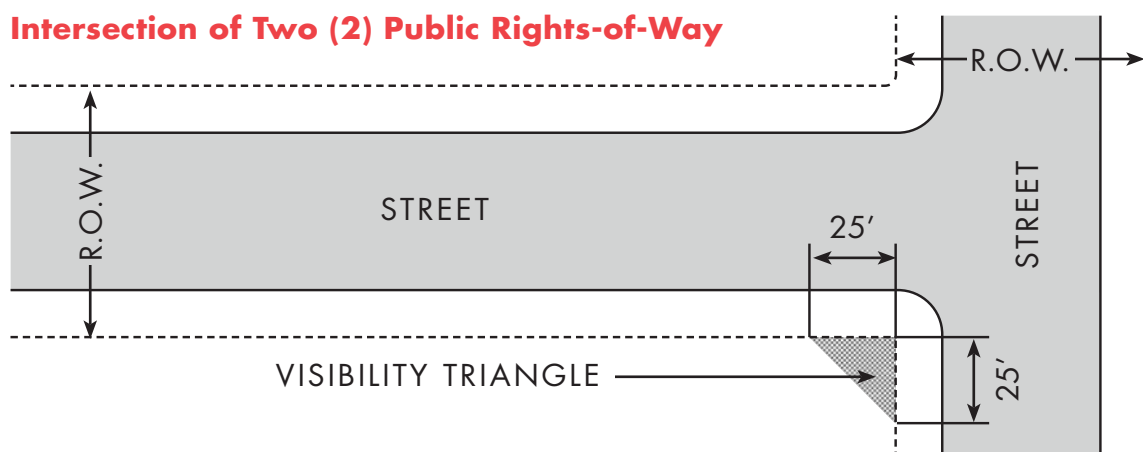 Intersection of Two (2) Public Rights-of-Way
R.O.W.
R.O.W.
STREET
STREET
25′
VISIBILITY TRIANGLE
25′